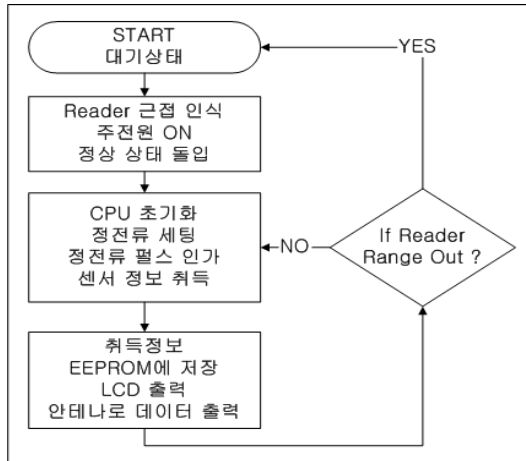 START
대기상태
YES
Reader 근접 인식
주전원 ON
정상 상태 돌입
CPU 초기화
정전류 세팅
정전류 펄스 인가
센서 정보 취득
NO
If Reader
Range Out ?
취득정보
EEPROM에 저장
LCD 출력
안테나로 데이터 출력